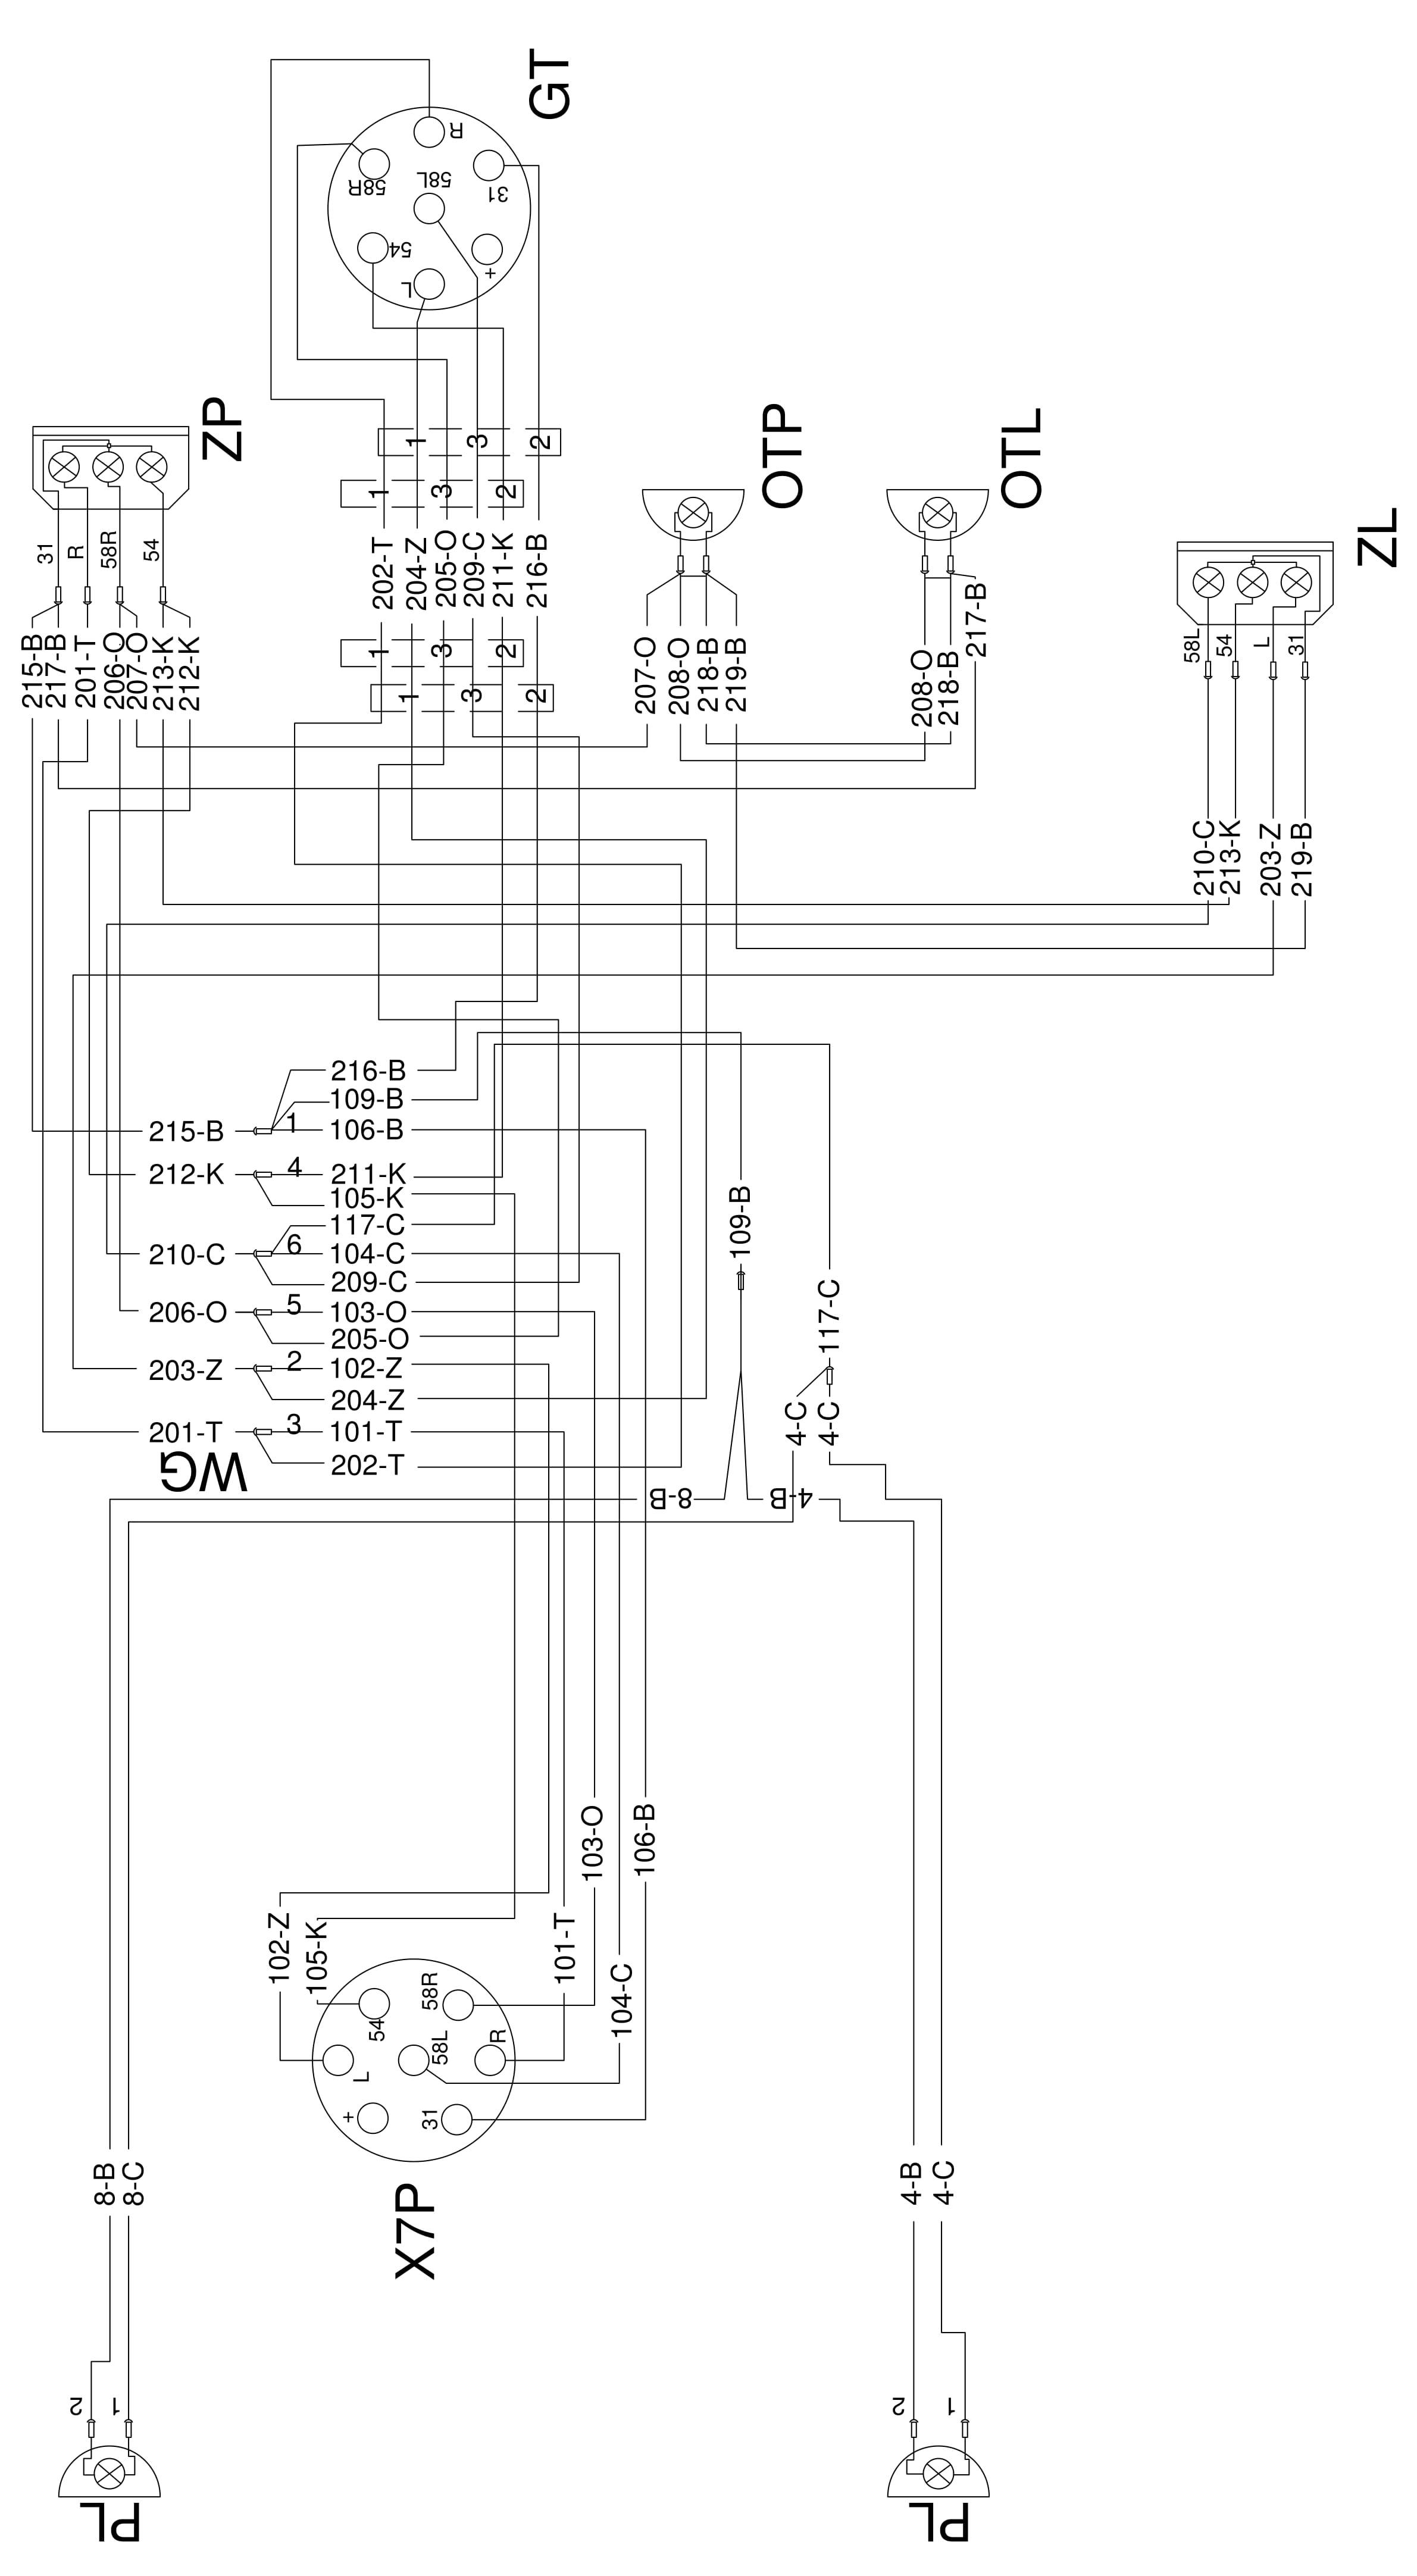 GT
R
58R
58L
31
54
+
L
ZP
31
R
58R
54
215-B
217-B
201-T
206-O
207-O
213-K
212-K
1
3
2
1
3
2
202-T
204-Z
205-O
209-C
211-K
216-B
1
3
2
1
3
2
OTP
207-O
208-O
218-B
219-B
OTL
208-O
218-B
217-B
ZL
58L
54
L
31
210-C
213-K
203-Z
219-B
216-B
109-B
215-B
1
106-B
212-K
4
211-K
105-K
117-C
210-C
6
104-C
209-C
206-O
5
103-O
205-O
203-Z
2
102-Z
204-Z
201-T
3
101-T
202-T
WG
109-B
117-C
4-C
4-C
8-B
4-B
103-O
106-B
102-Z
105-K
101-T
104-C
54
58R
L
58L
R
+
31
X7P
8-B
8-C
4-B
4-C
2
1
PL
2
1
PL